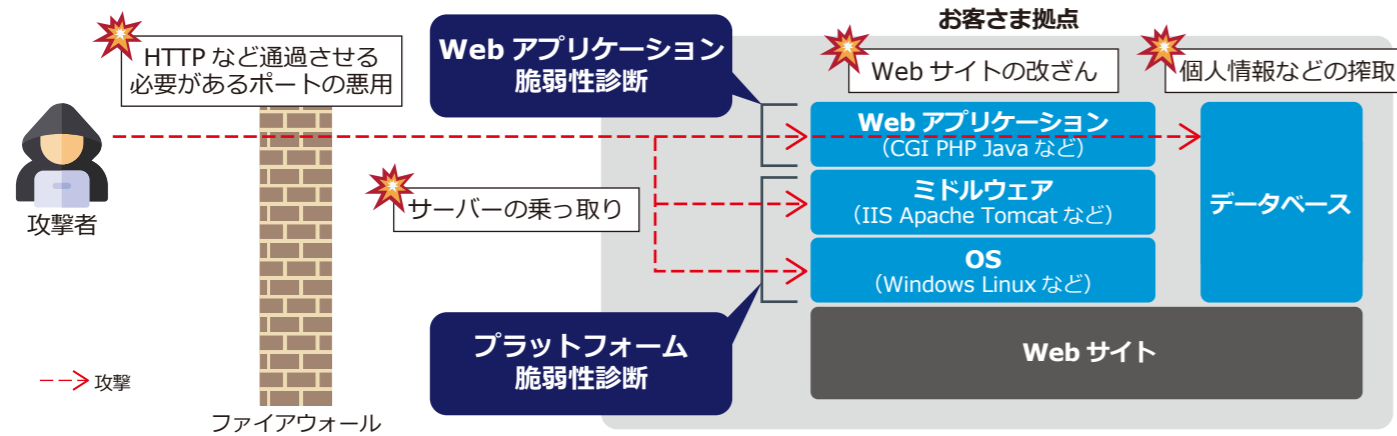 お客さま拠点
HTTP など通過させる
必要があるポートの悪用
Web アプリケーション
脆弱性診断
Web サイトの改ざん
個人情報などの搾取
Web アプリケーション
（CGI PHP Java など）
攻撃者
サーバーの乗っ取り
ミドルウェア
（IIS Apache Tomcat など）
データベース
OS
（Windows Linux など）
プラットフォーム
脆弱性診断
Web サイト
攻撃
ファイアウォール